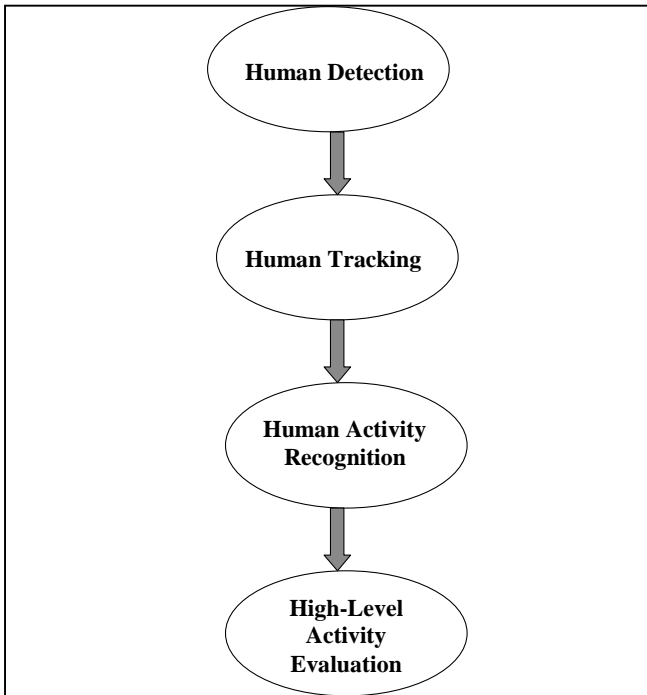 Human Detection
Human Tracking
Human Activity
Recognition
High-Level
Activity
Evaluation